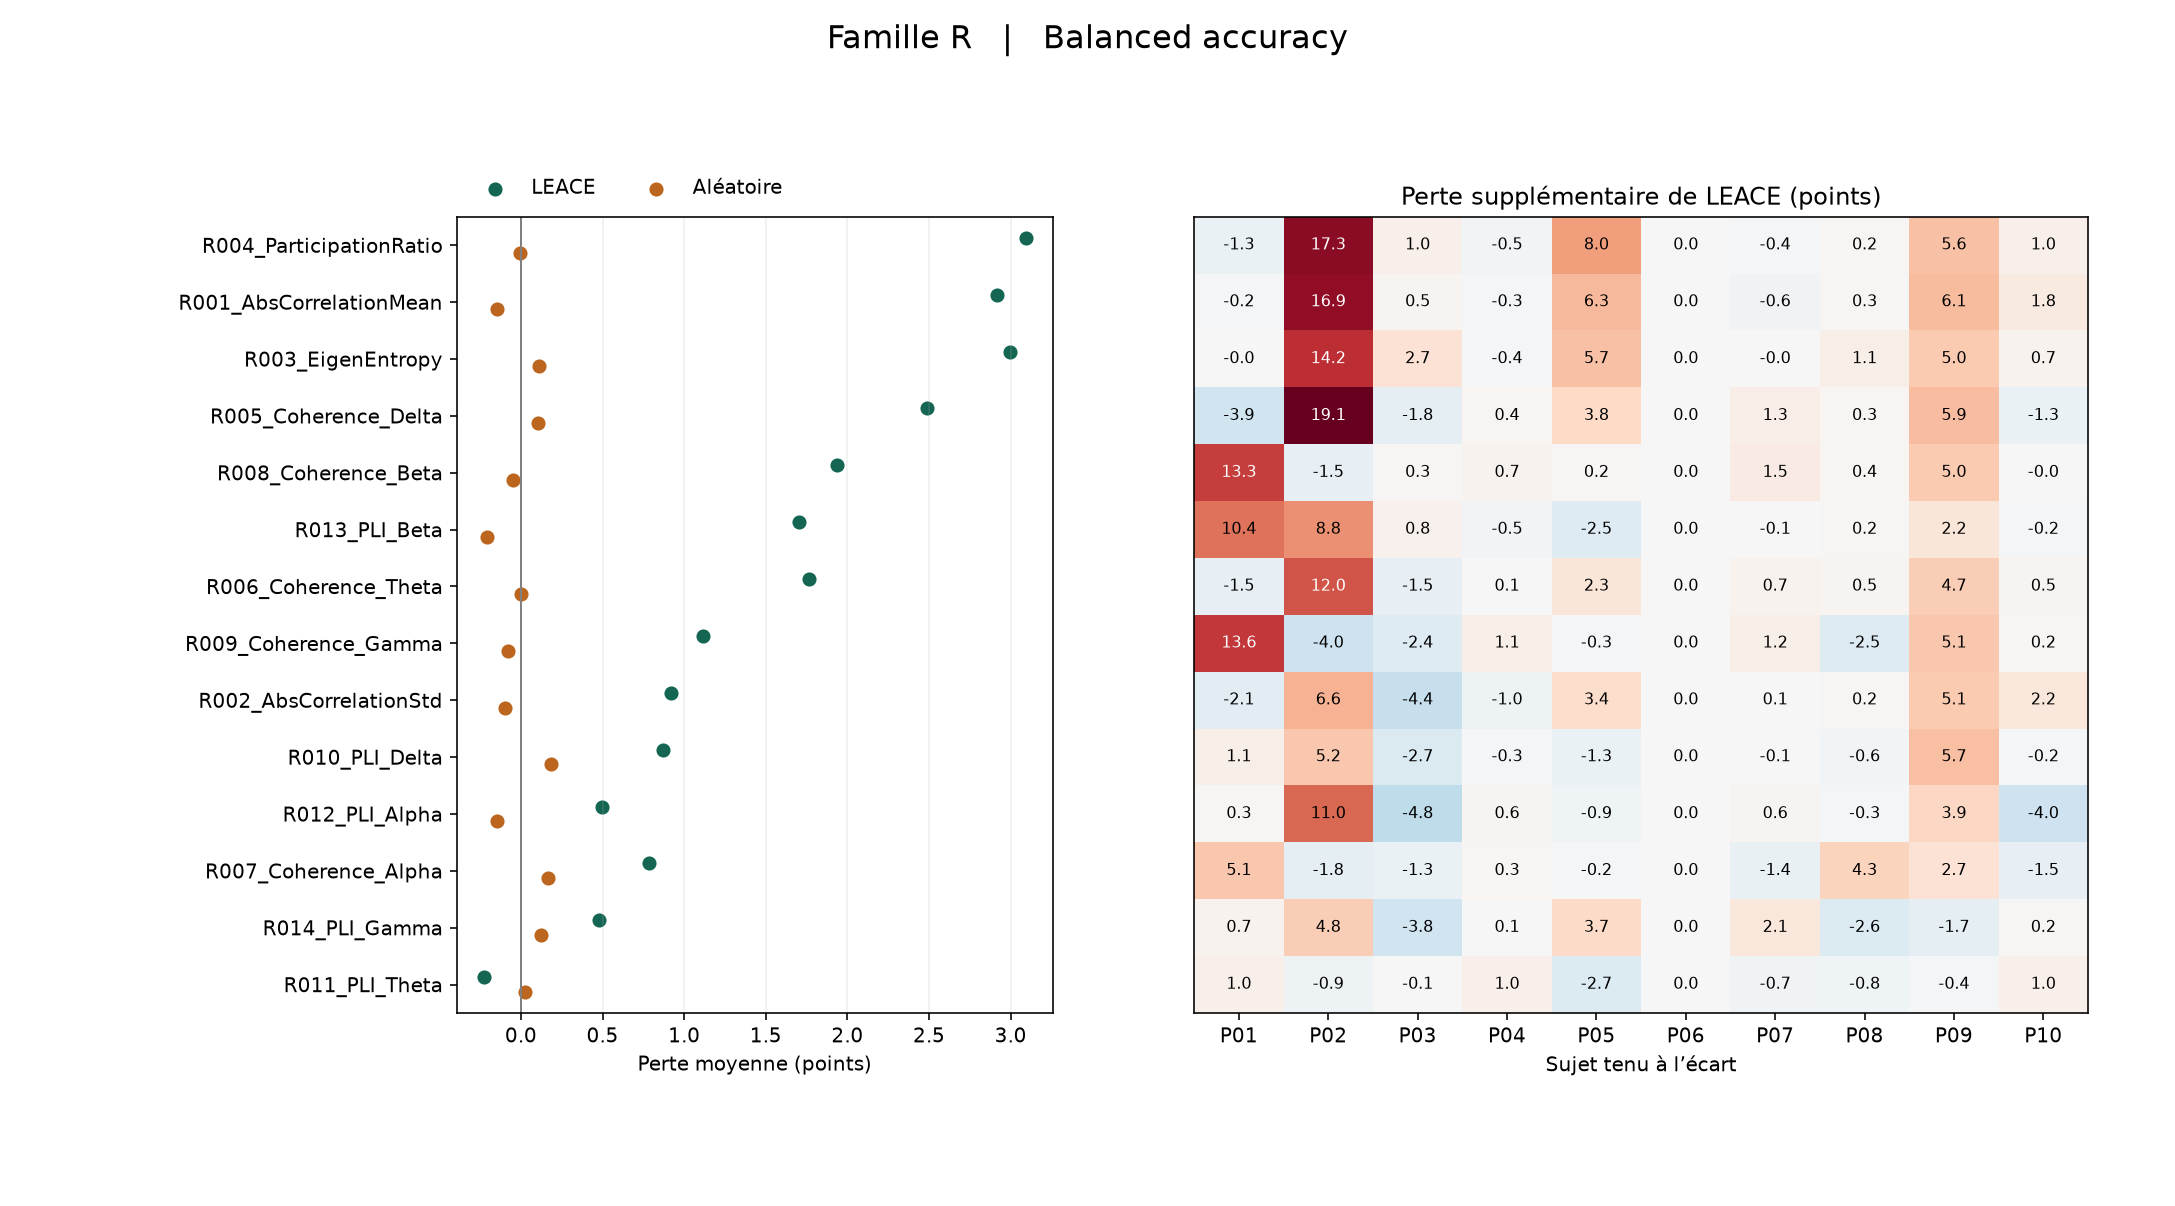 Famille R | Balanced accuracy
LEACE Aléatoire
Perte supplémentaire de LEACE (points)
R004_ParticipationRatio -1.3 17.3 1.0 -0.5 8.0 0.0 -0.4 0.2 5.6 1.0
R001_AbsCorrelationMean -0.2 16.9 0.5 -0.3 6.3 0.0 -0.6 0.3 6.1 1.8
R003_EigenEntropy -0.0 14.2 2.7 -0.4 5.7 0.0 -0.0 1.1 5.0 0.7
R005_Coherence_Delta -3.9 19.1 -1.8 0.4 3.8 0.0 1.3 0.3 5.9 -1.3
R008_Coherence_Beta 13.3 -1.5 0.3 0.7 0.2 0.0 1.5 0.4 5.0 -0.0
R013_PLI_Beta 10.4 8.8 0.8 -0.5 -2.5 0.0 -0.1 0.2 2.2 -0.2
R006_Coherence_Theta -1.5 12.0 -1.5 0.1 2.3 0.0 0.7 0.5 4.7 0.5
R009_Coherence_Gamma 13.6 -4.0 -2.4 1.1 -0.3 0.0 1.2 -2.5 5.1 0.2
R002_AbsCorrelationStd -2.1 6.6 -4.4 -1.0 3.4 0.0 0.1 0.2 5.1 2.2
R010_PLI_Delta 1.1 5.2 -2.7 -0.3 -1.3 0.0 -0.1 -0.6 5.7 -0.2
R012_PLI_Alpha 0.3 11.0 -4.8 0.6 -0.9 0.0 0.6 -0.3 3.9 -4.0
R007_Coherence_Alpha 5.1 -1.8 -1.3 0.3 -0.2 0.0 -1.4 4.3 2.7 -1.5
R014_PLI_Gamma 0.7 4.8 -3.8 0.1 3.7 0.0 2.1 -2.6 -1.7 0.2
R011_PLI_Theta 1.0 -0.9 -0.1 1.0 -2.7 0.0 -0.7 -0.8 -0.4 1.0
0.0 0.5 1.0 1.5 2.0 2.5 3.0 P01 P02 P03 P04 P05 P06 P07 P08 P09 P10
Perte moyenne (points) Sujet tenu à l’écart